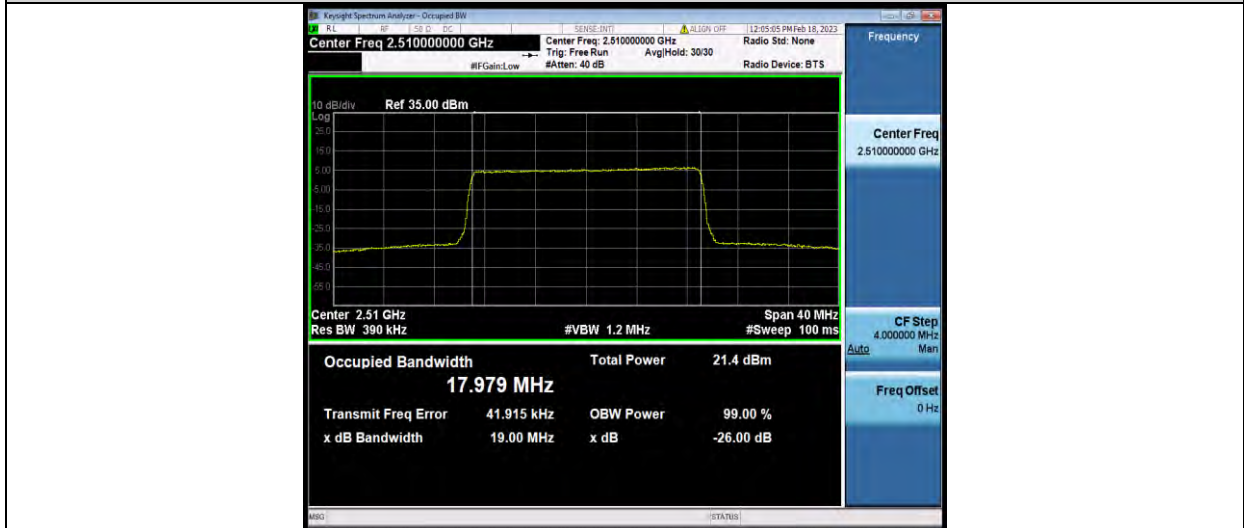 Keysight Spectrum Analyzer - Occupied BW
RL RF 50 Ω DC SENSE:INT ALIGN OFF 12:05:05 PM Feb 18, 2023
Center Freq 2.510000000 GHz
Center Freq: 2.510000000 GHz
Radio Std: None
Trig: Free Run Avg|Hold: 30/30
#IFGain:Low
#Atten: 40 dB
Radio Device: BTS
Frequency
10 dB/div Ref 35.00 dBm
Log
25.0
15.0
5.00
-5.00
-15.0
-25.0
-35.0
-45.0
-55.0
Center Freq
2.510000000 GHz
Center 2.51 GHz
Span 40 MHz
Res BW 390 kHz
#VBW 1.2 MHz
#Sweep 100 ms
CF Step
4.000000 MHz
Auto Man
Occupied Bandwidth
17.979 MHz
Total Power 21.4 dBm
Freq Offset
0 Hz
Transmit Freq Error 41.915 kHz OBW Power 99.00 %
x dB Bandwidth 19.00 MHz x dB -26.00 dB
MSG
STATUS